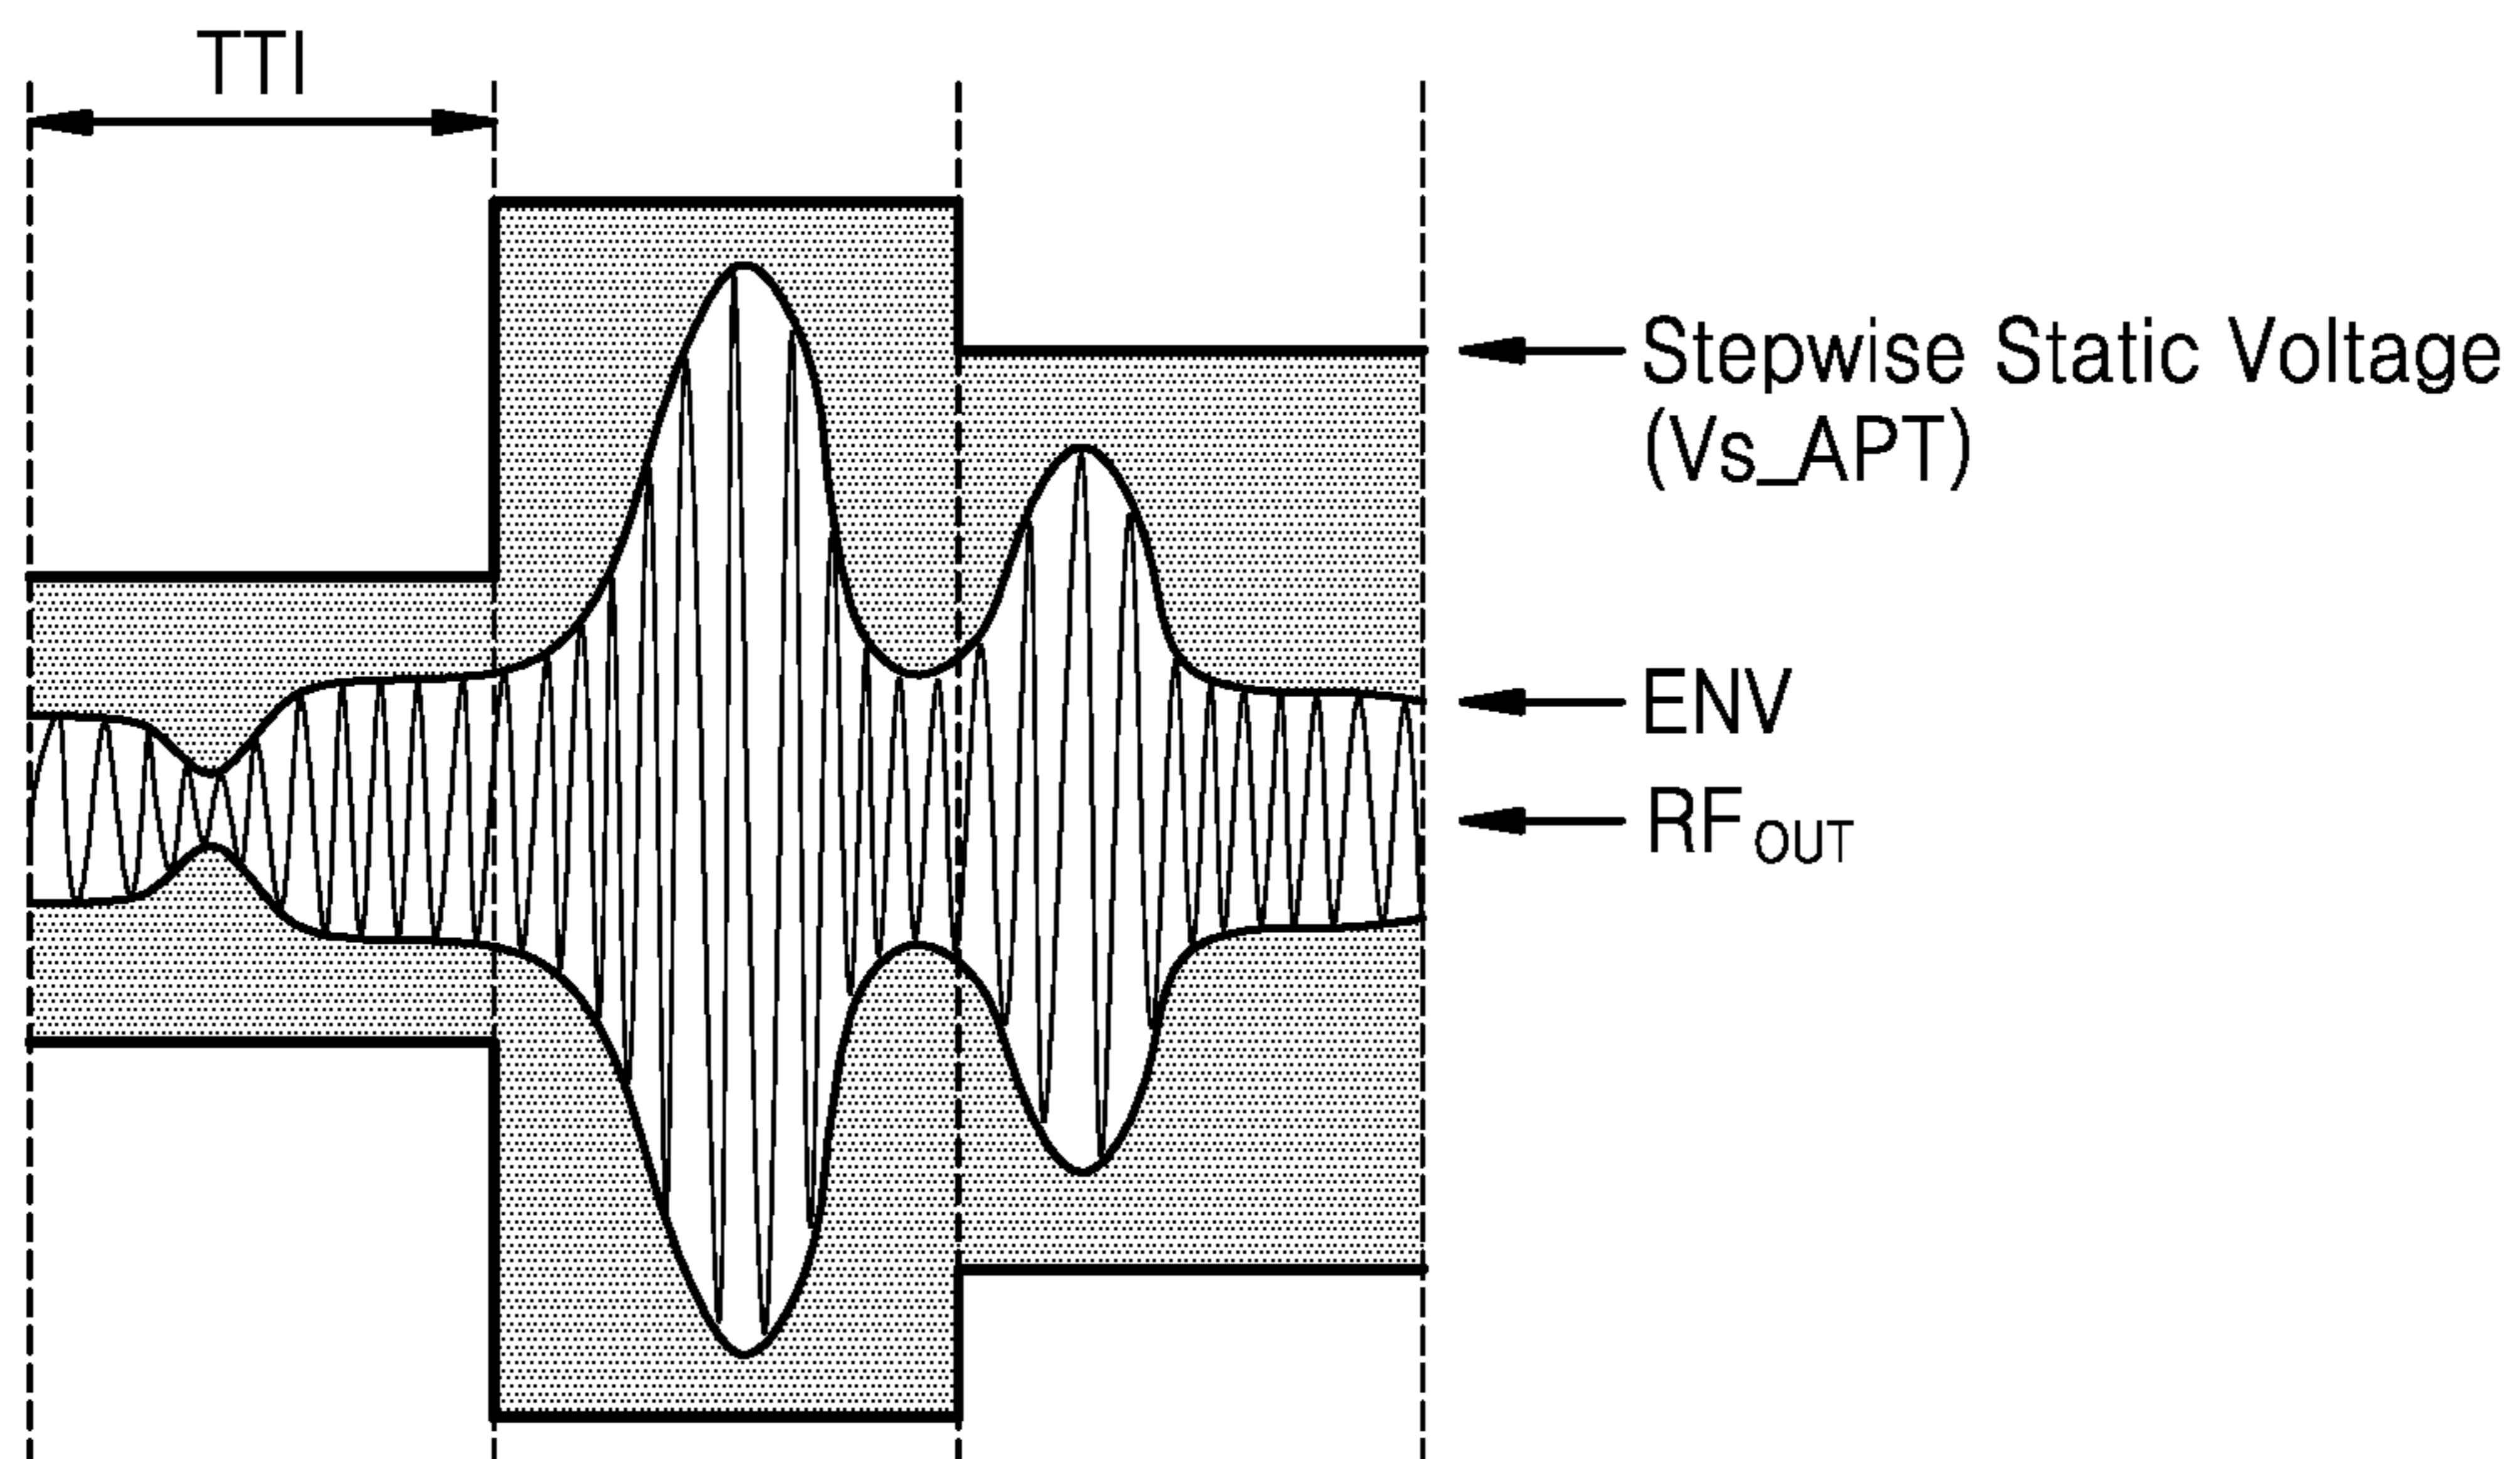 TTI
Stepwise Static Voltage
(Vs_APT)
ENV
RFOUT